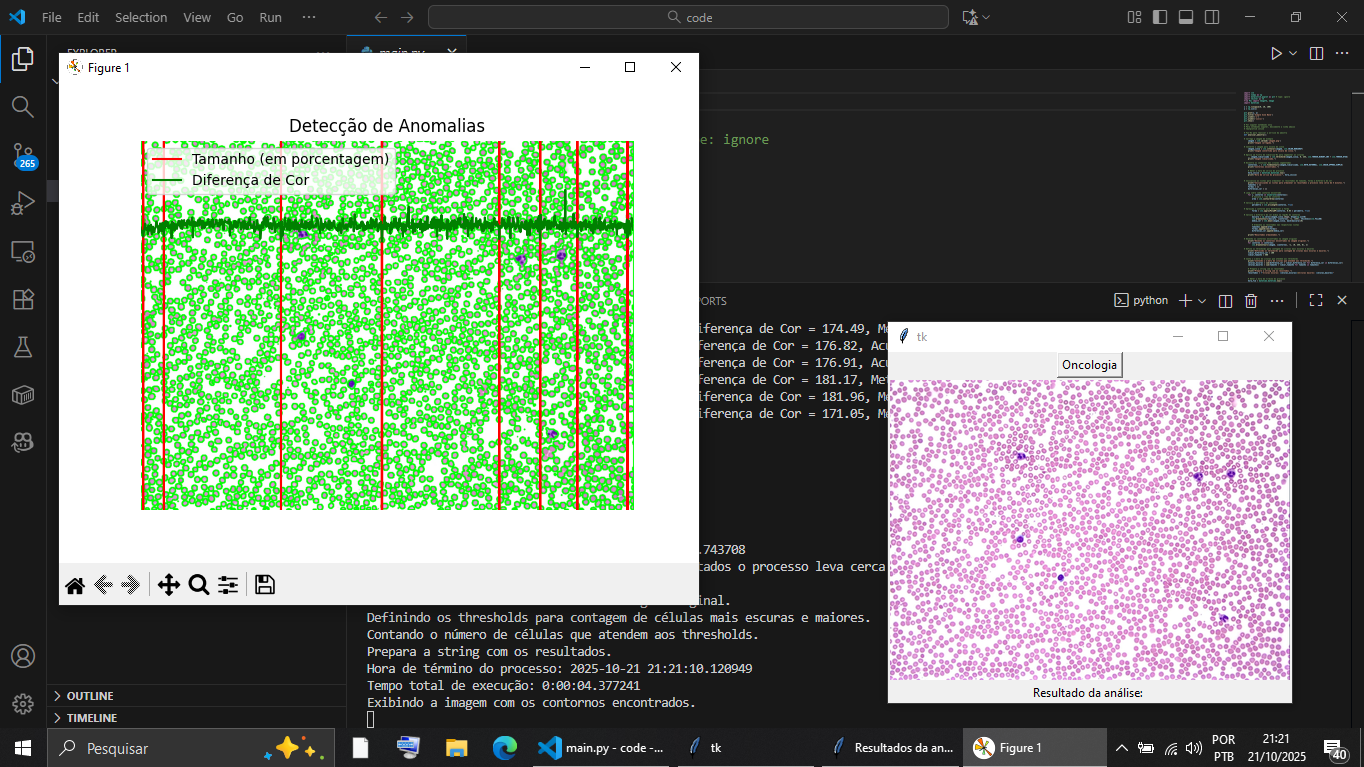 File Edit Selection View Go Run ···
code
EXPLORER
main.py
Figure 1
Detecção de Anomalias
Tamanho (em porcentagem)
Diferença de Cor
e: ignore
265
PORTS
python
iferença de Cor = 174.49, Me
iferença de Cor = 176.82, Acu
iferença de Cor = 176.91, Acu
iferença de Cor = 181.17, Met
iferença de Cor = 181.96, Me
iferença de Cor = 171.05, Me
.743708
cados o processo leva cerca
ginal.
Definindo os thresholds para contagem de células mais escuras e maiores.
Contando o número de células que atendem aos thresholds.
Prepara a string com os resultados.
Hora de término do processo: 2025-10-21 21:21:10.120949
Tempo total de execução: 0:00:04.377241
Exibindo a imagem com os contornos encontrados.
tk
Oncologia
Resultado da análise:
OUTLINE
TIMELINE
Pesquisar
main.py - code -...
tk
Resultados da an...
Figure 1
POR
PTB
21:21
21/10/2025
40